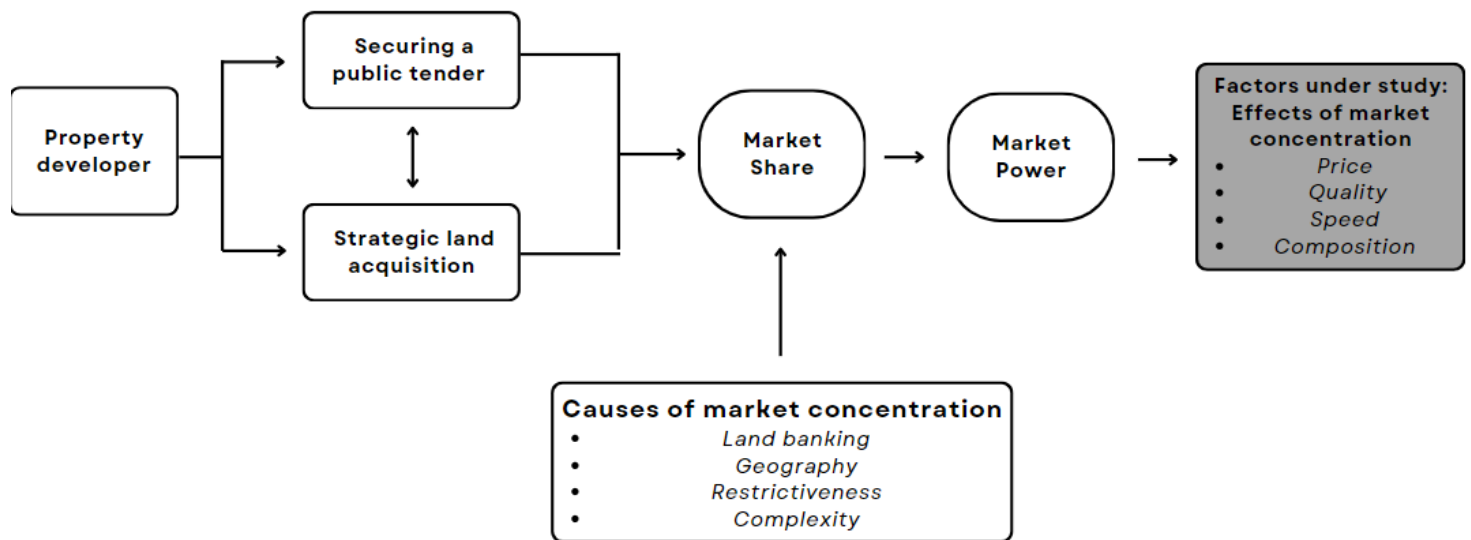 Property
developer
Securing a
public tender
Strategic land
acquisition
Market
Share
Market
Power
Factors under study:
Effects of market
concentration
• Price
• Quality
• Speed
• Composition
Causes of market concentration
• Land banking
• Geography
• Restrictiveness
• Complexity